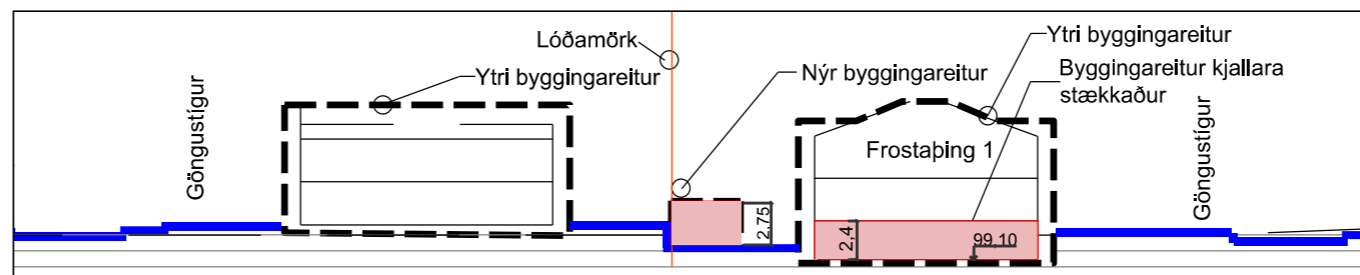 Lóðamörk
Ytri byggingareitur
Nýr byggingareitur
Ytri byggingareitur
Byggingareitur kjallara
stækkaður
Göngustígur
Frostaþing 1
Göngustígur
2,75
2,4
99,10